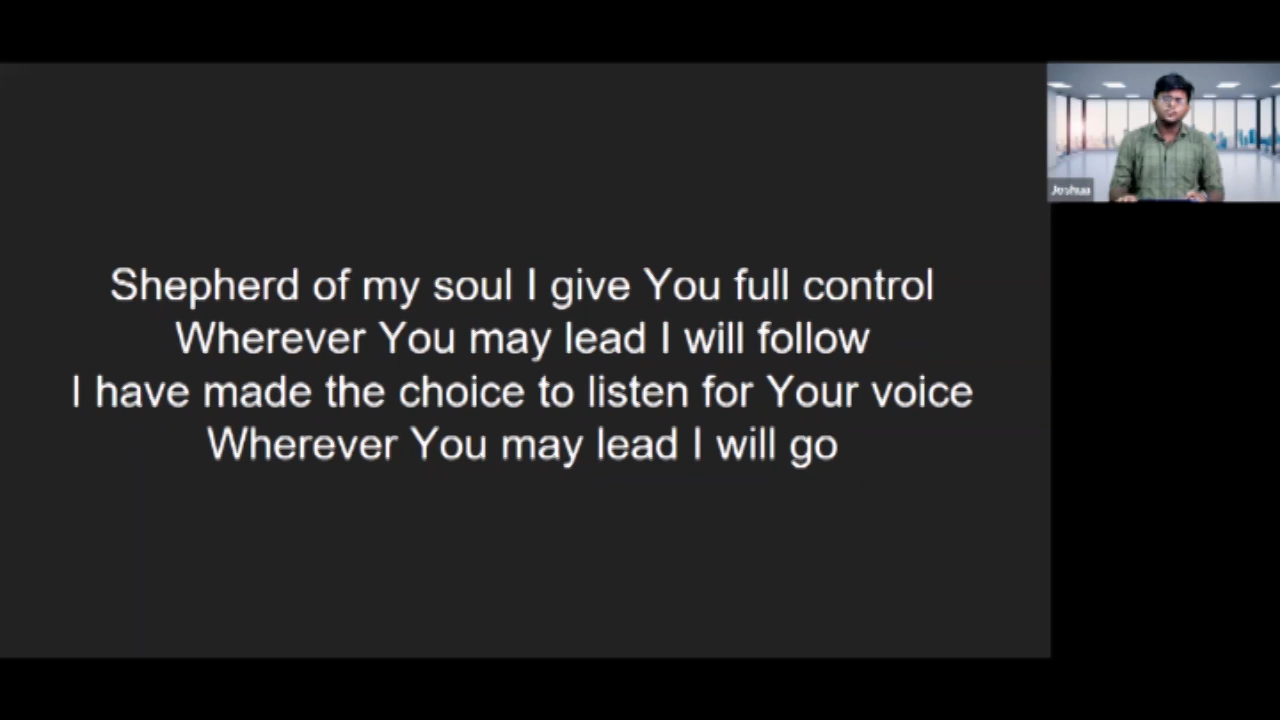 Shepherd of my soul I give You full control
Wherever You may lead I will follow
I have made the choice to listen for Your voice
Wherever You may lead I will go
Joshua